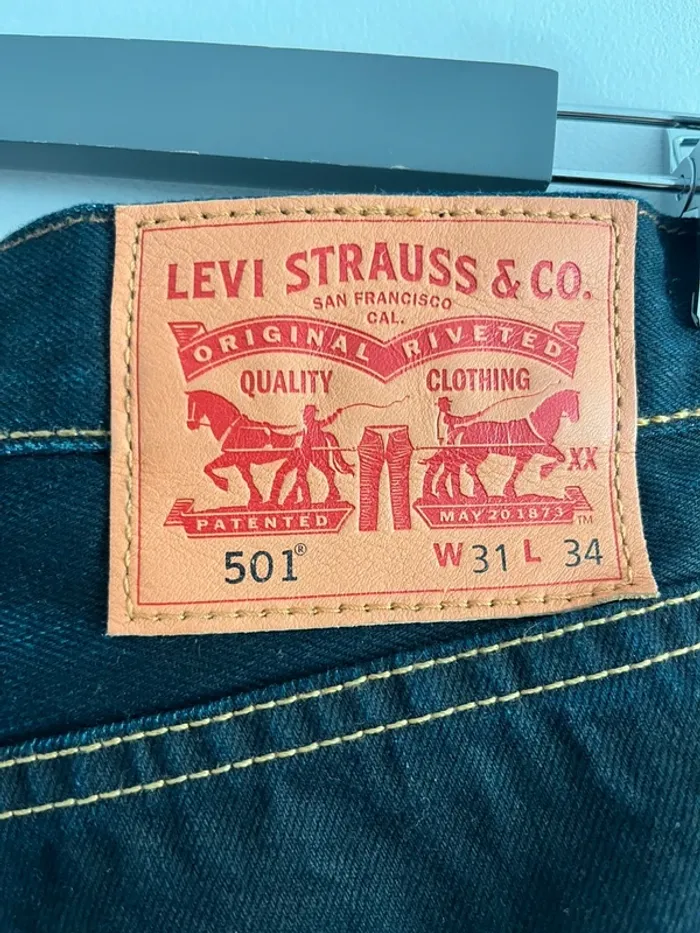 LEVI STRAUSS & CO.
SAN FRANCISCO
CAL.
ORIGINAL RIVETED
QUALITY CLOTHING
XX
PATENTED MAY 20 1873 ™
501® W 31 L 34